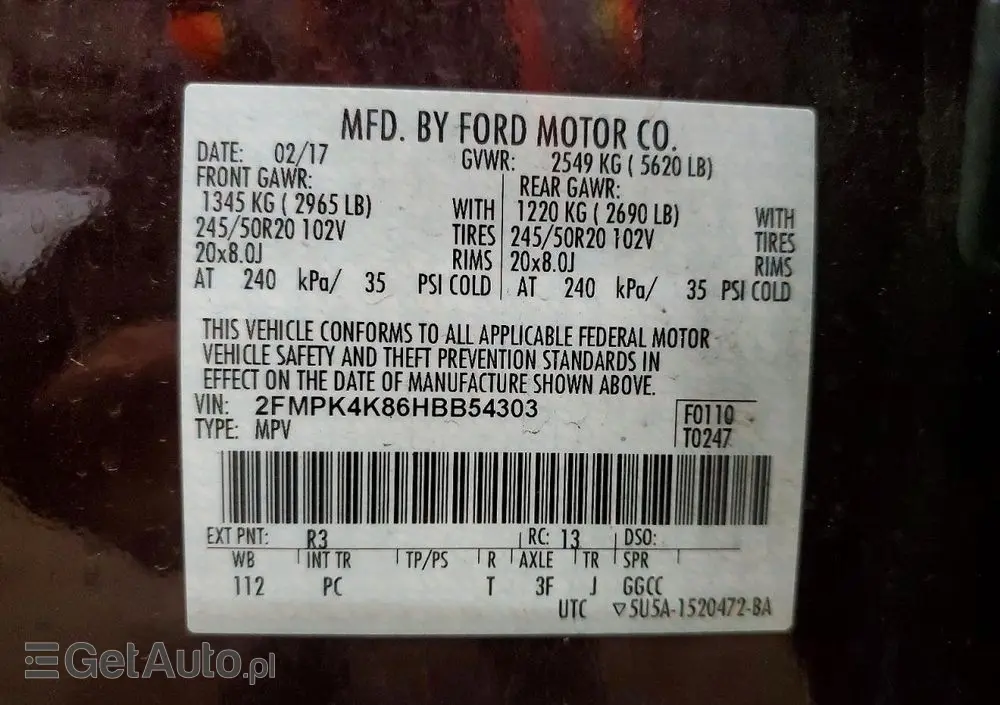 MFD. BY FORD MOTOR CO.
DATE: 02/17 GVWR: 2549 KG ( 5620 LB)
FRONT GAWR: REAR GAWR:
1345 KG ( 2965 LB) WITH 1220 KG ( 2690 LB) WITH
245/50R20 102V TIRES 245/50R20 102V TIRES
20x8.0J RIMS 20x8.0J RIMS
AT 240 kPa/ 35 PSI COLD AT 240 kPa/ 35 PSI COLD
THIS VEHICLE CONFORMS TO ALL APPLICABLE FEDERAL MOTOR
VEHICLE SAFETY AND THEFT PREVENTION STANDARDS IN
EFFECT ON THE DATE OF MANUFACTURE SHOWN ABOVE.
VIN: 2FMPK4K86HBB54303 F0110
TYPE: MPV T0247
EXT PNT: R3 RC: 13 DSO:
WB INT TR TP/PS R AXLE TR SPR
112 PC T 3F J GGCC
UTC ▽5U5A-1520472-BA
GetAuto.pl